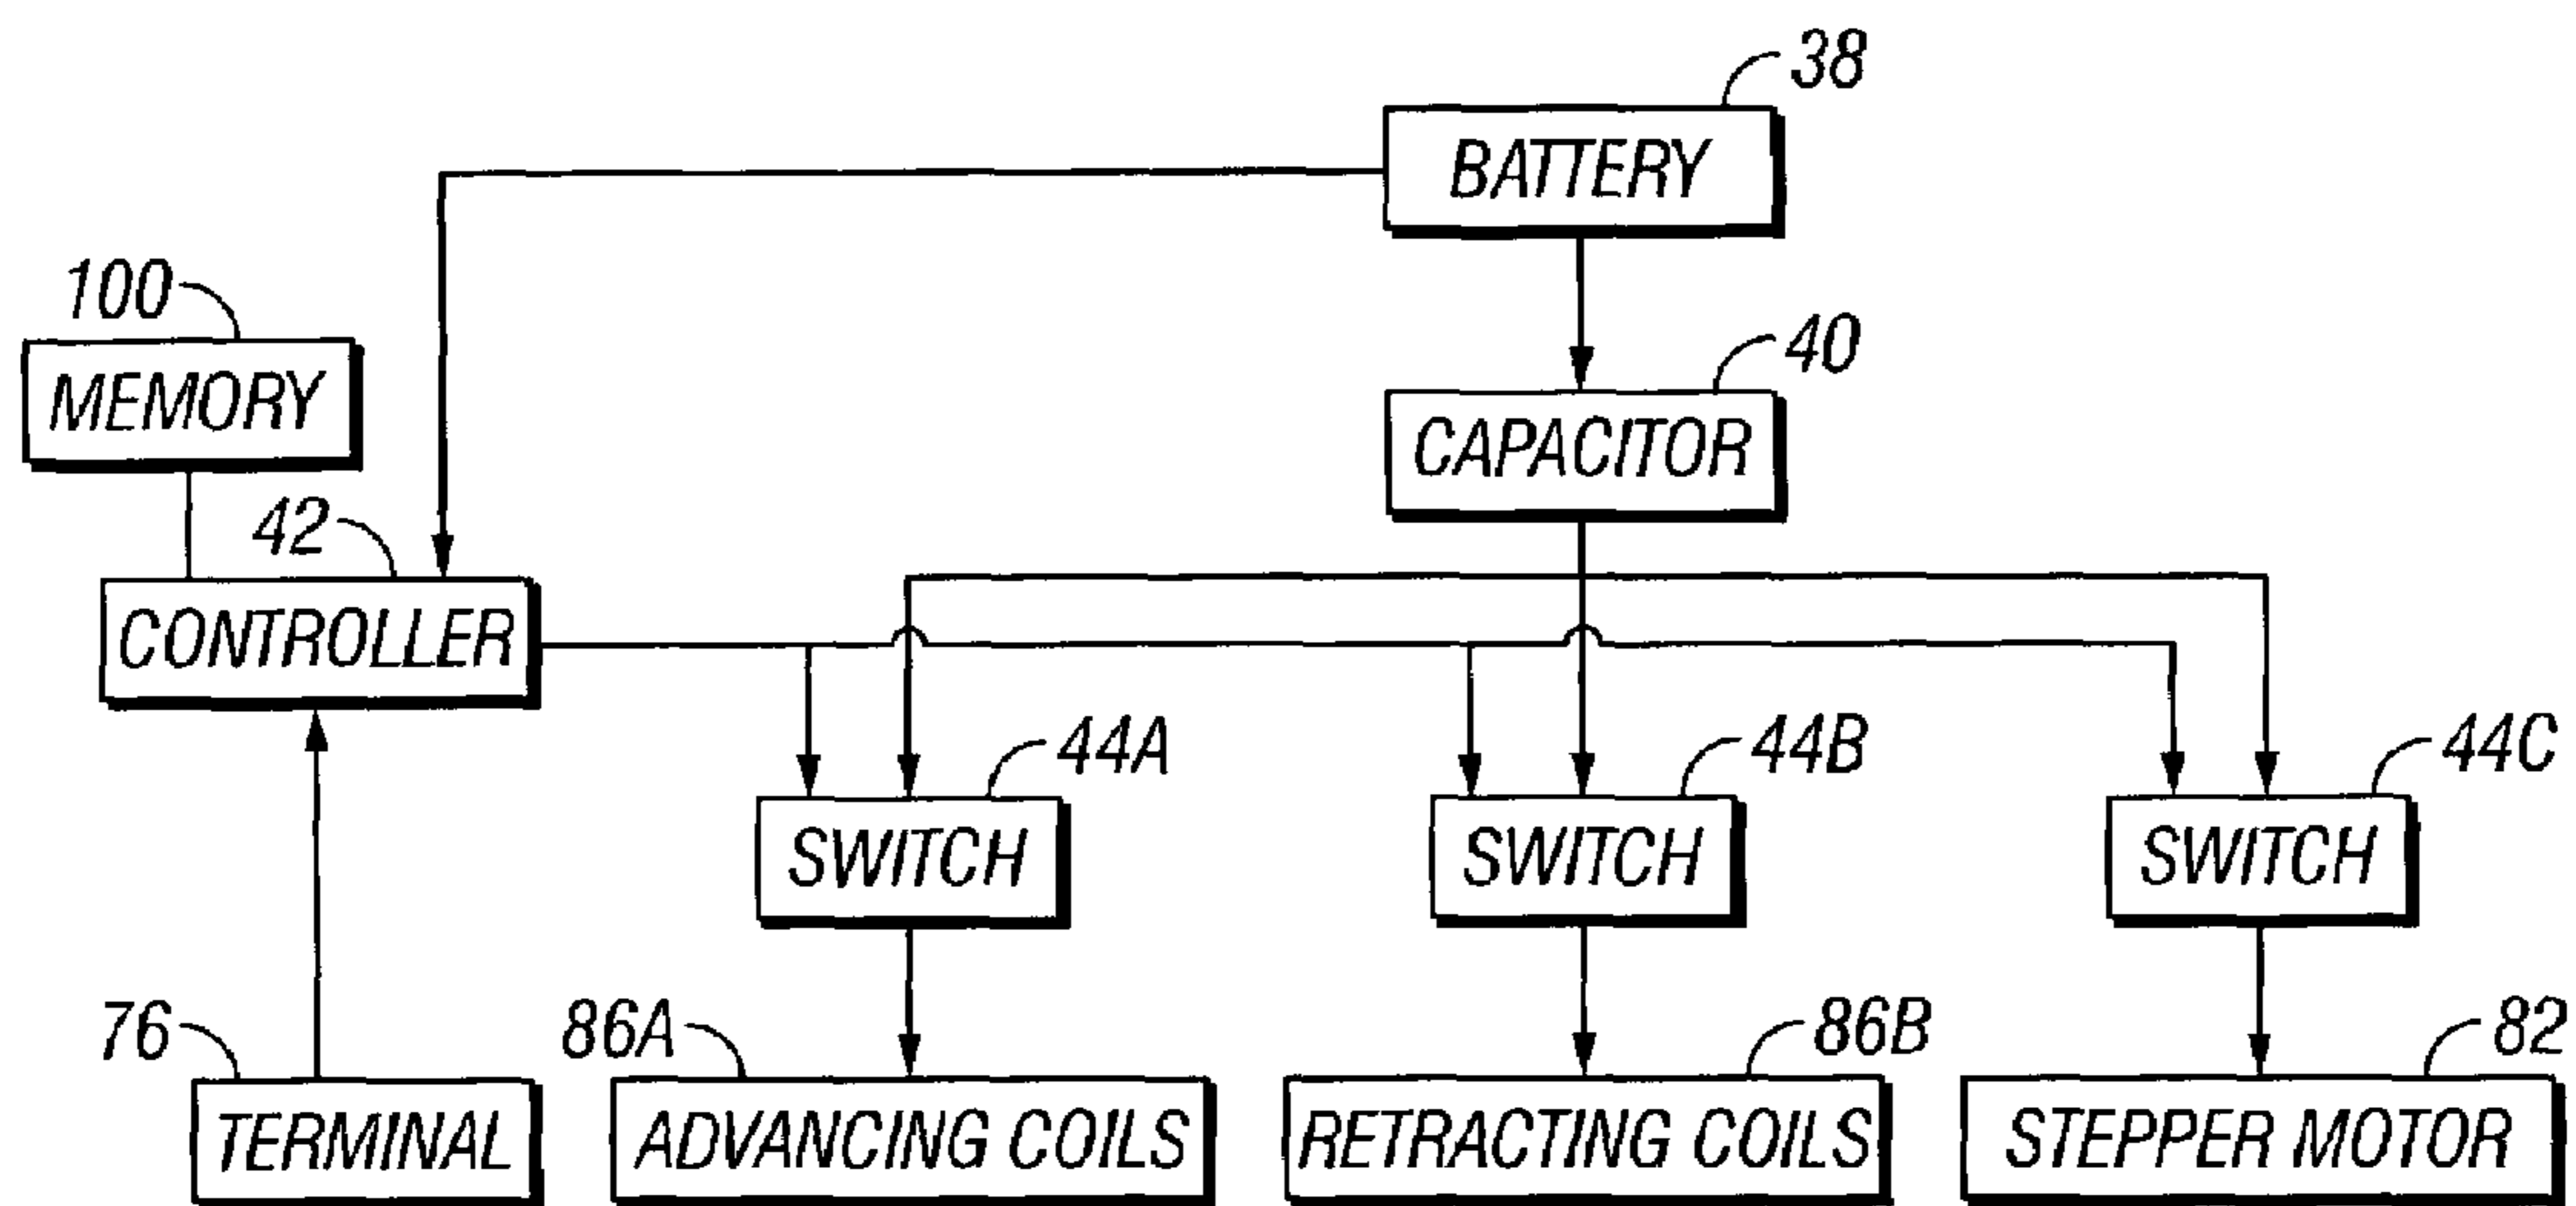 38
BATTERY
100
MEMORY
40
CAPACITOR
42
CONTROLLER
44A
SWITCH
44B
SWITCH
44C
SWITCH
76
TERMINAL
86A
ADVANCING COILS
86B
RETRACTING COILS
82
STEPPER MOTOR